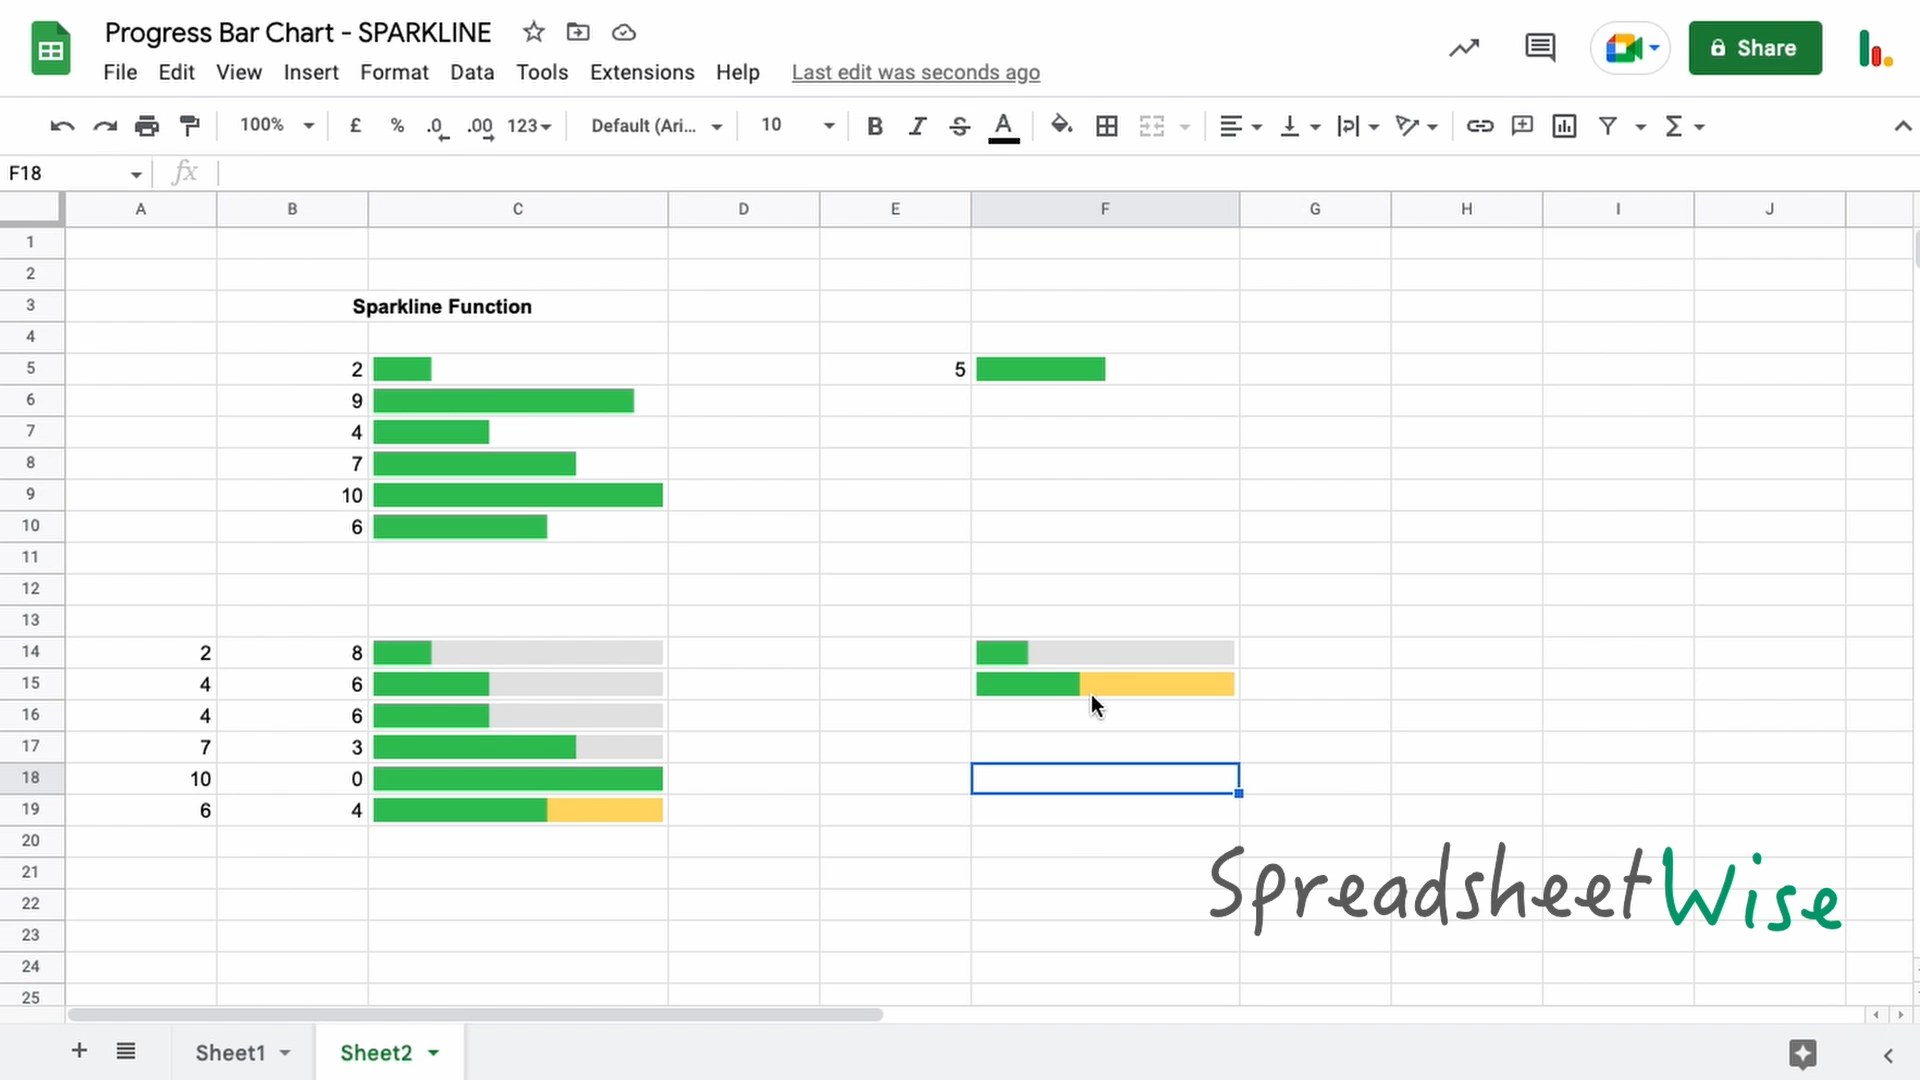 Progress Bar Chart - SPARKLINE
File Edit View Insert Format Data Tools Extensions Help Last edit was seconds ago
Share
100% £ % .0 .00 123 Default (Ari... 10 B I S A
F18 fx
A B C D E F G H I J
1
2
3 Sparkline Function
4
5 2 5
6 9
7 4
8 7
9 10
10 6
11
12
13
14 2 8
15 4 6
16 4 6
17 7 3
18 10 0
19 6 4
20
21
22
23
24
25
SpreadsheetWise
Sheet1 Sheet2